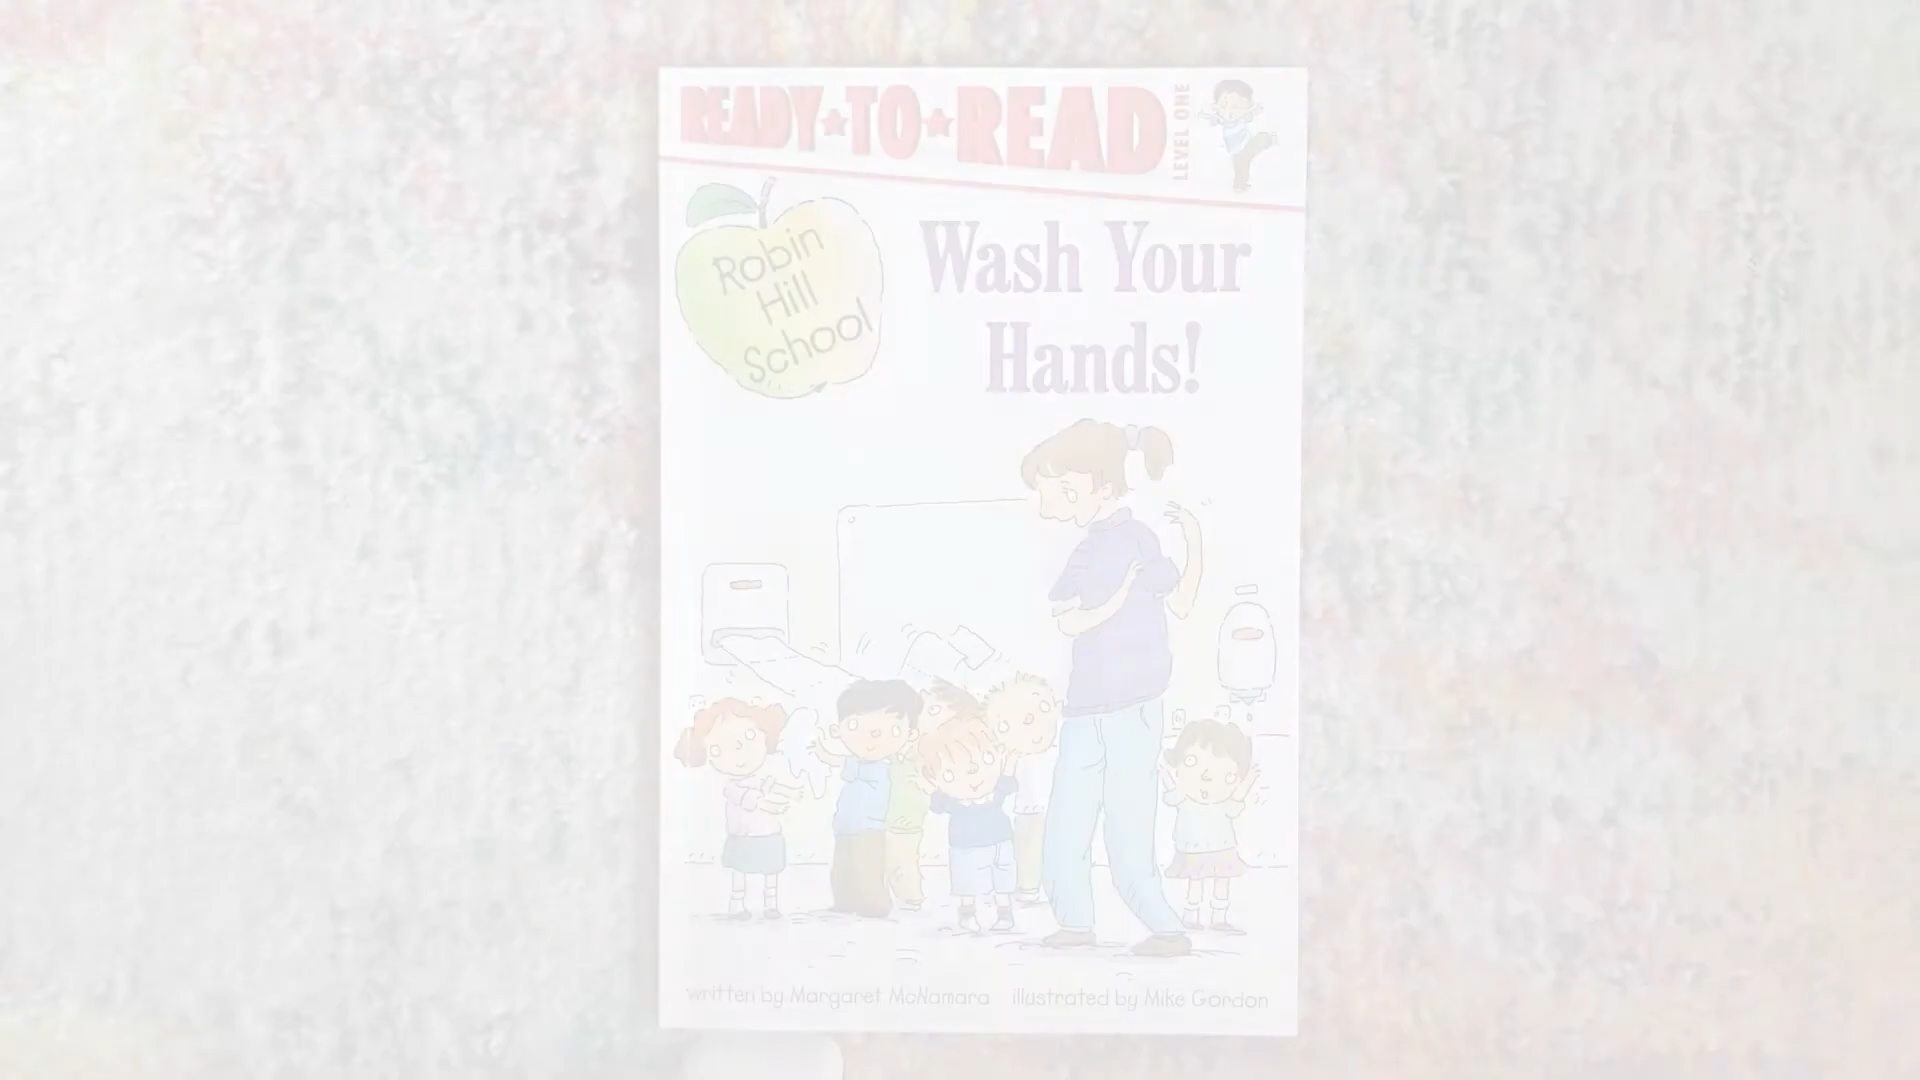 READY★TO★READ
LEVEL ONE
Robin
Hill
School
Wash Your
Hands!
written by Margaret McNamara illustrated by Mike Gordon